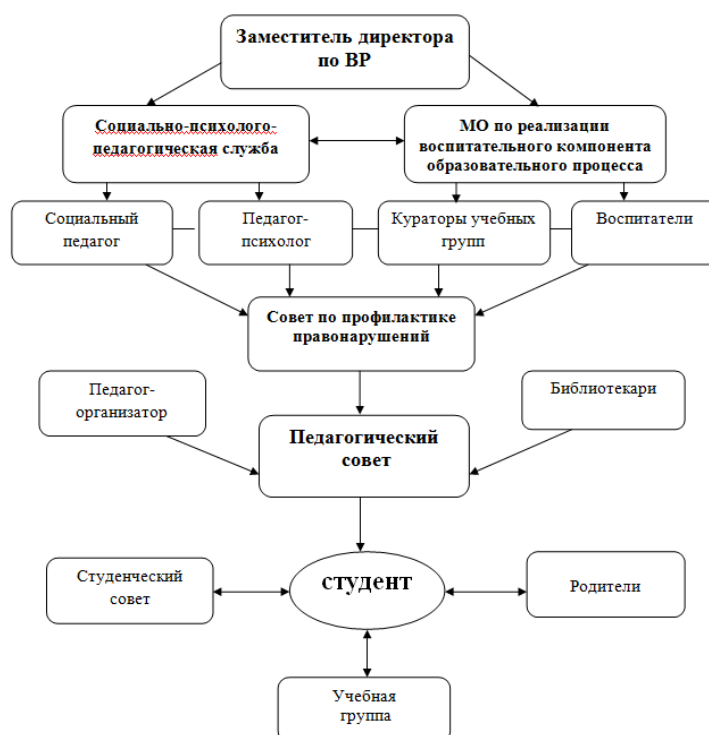 Заместитель директора
по ВР
Социально-психолого-
педагогическая служба
МО по реализации
воспитательного компонента
образовательного процесса
Социальный
педагог
Педагог-
психолог
Кураторы учебных
групп
Воспитатели
Совет по профилактике
правонарушений
Педагог-
организатор
Библиотекари
Педагогический
совет
Студенческий
совет
студент
Родители
Учебная
группа